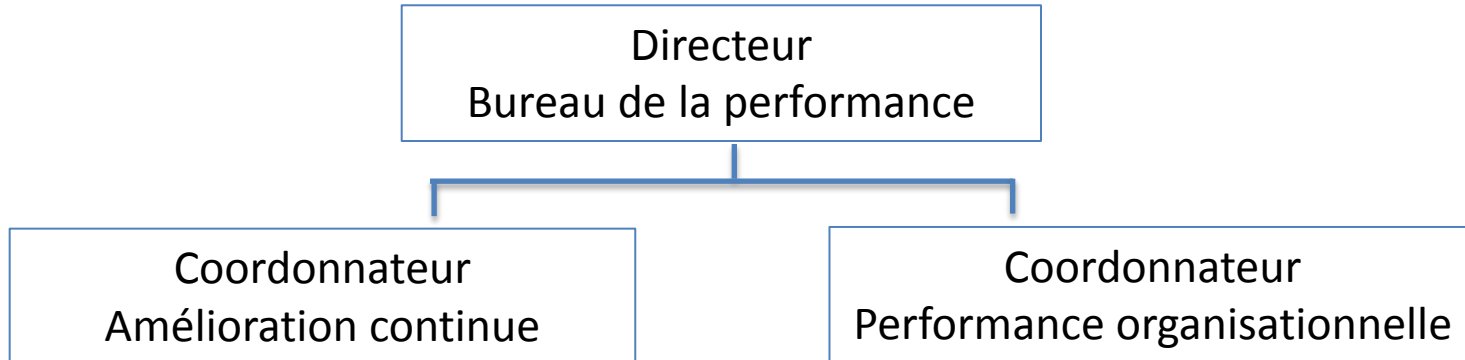 Directeur
Bureau de la performance
Coordonnateur
Amélioration continue
Coordonnateur
Performance organisationnelle